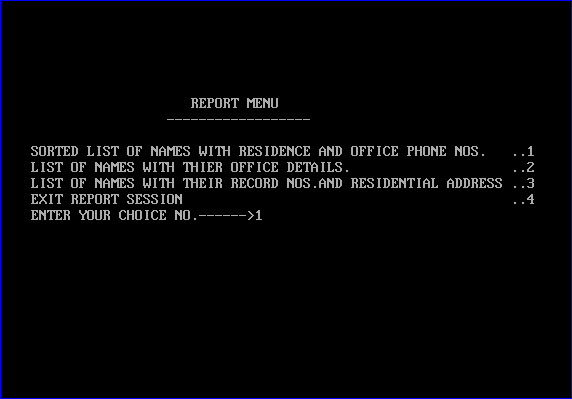 REPORT MENU
------------------
SORTED LIST OF NAMES WITH RESIDENCE AND OFFICE PHONE NOS. ..1
LIST OF NAMES WITH THIER OFFICE DETAILS. ..2
LIST OF NAMES WITH THEIR RECORD NOS.AND RESIDENTIAL ADDRESS ..3
EXIT REPORT SESSION ..4
ENTER YOUR CHOICE NO.------>1